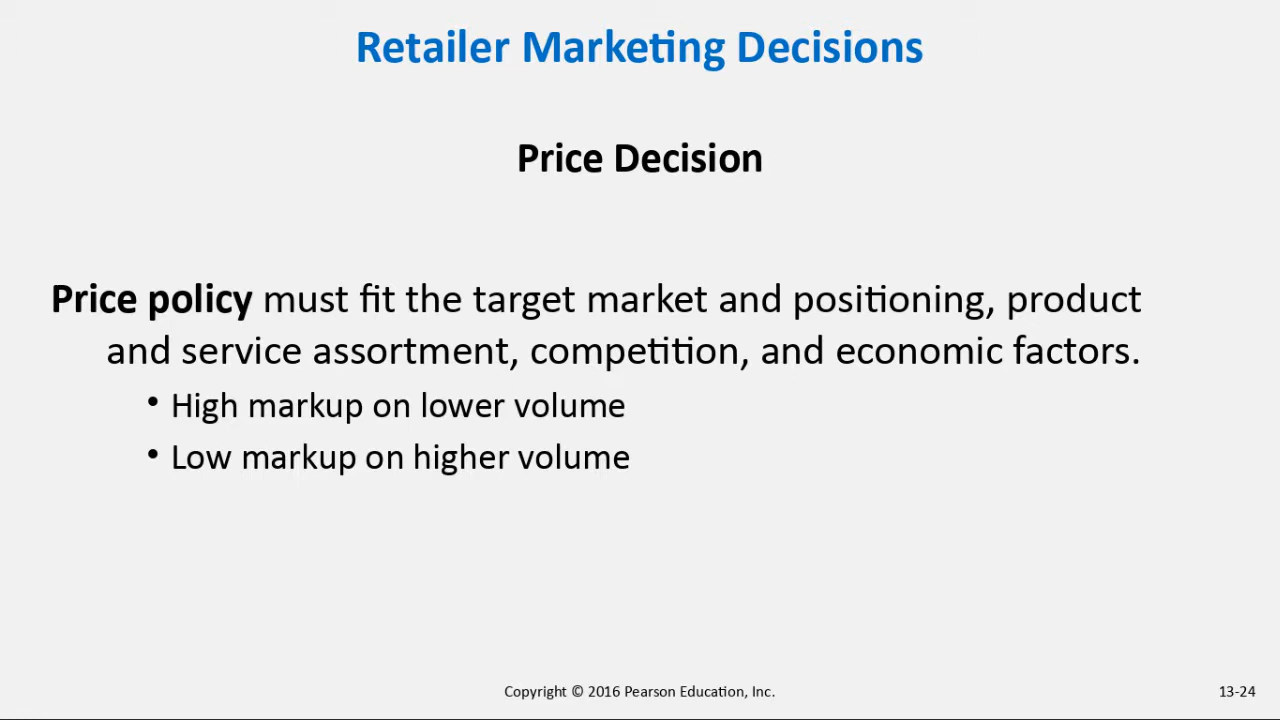 Retailer Marketing Decisions
Price Decision
Price policy must fit the target market and positioning, product
and service assortment, competition, and economic factors.
• High markup on lower volume
• Low markup on higher volume
Copyright © 2016 Pearson Education, Inc.
13-24